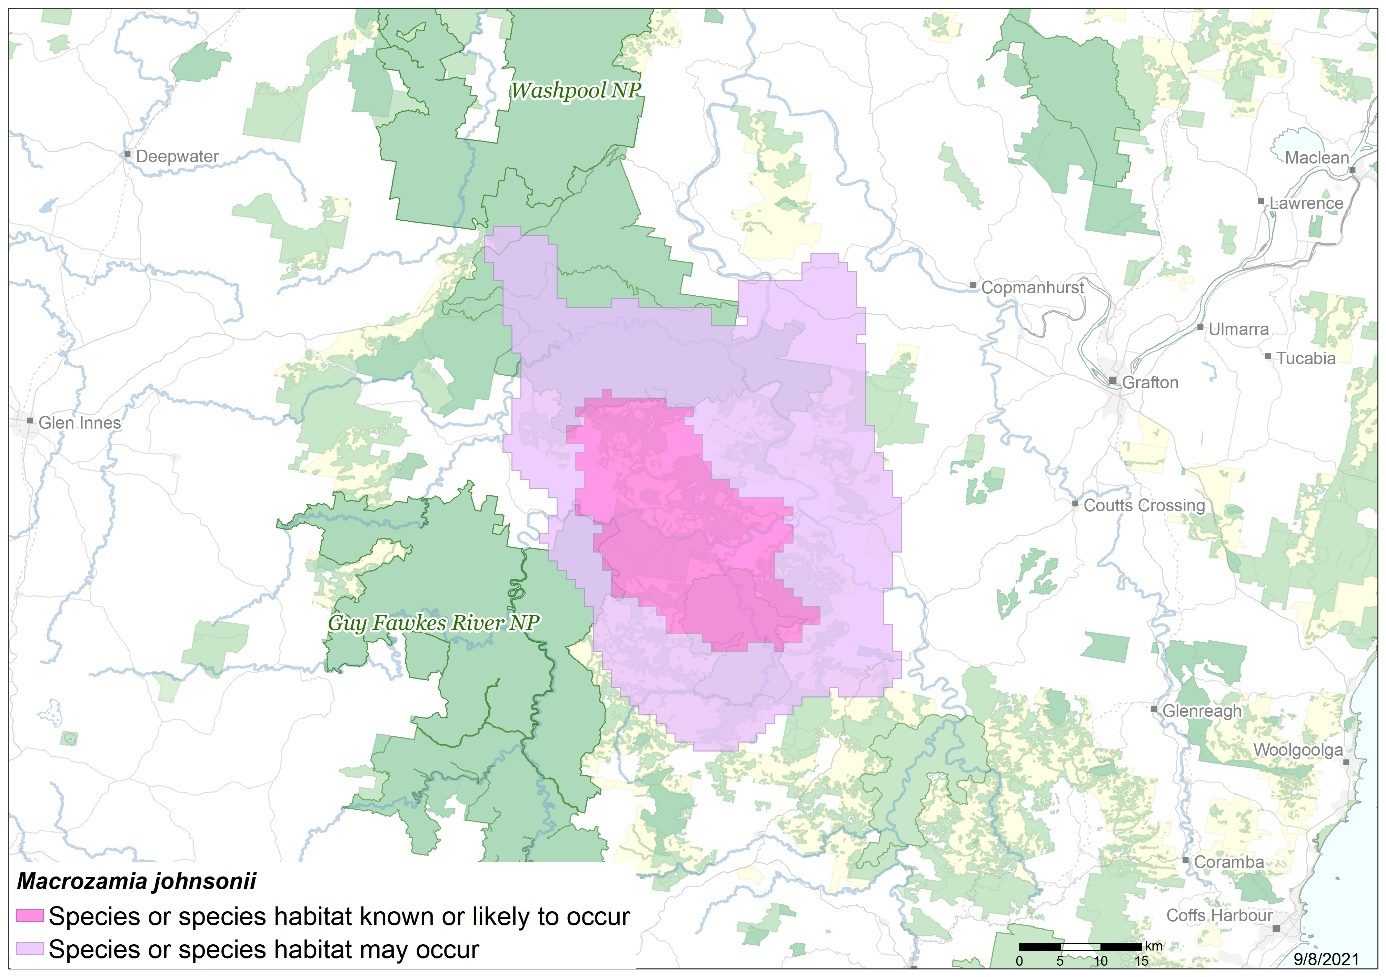 Washpool NP
Deepwater
Maclean
Lawrence
Copmanhurst
Ulmarra
Tucabia
Grafton
Glen Innes
Coutts Crossing
Guy Fawkes River NP
Glenreagh
Woolgoolga
Coramba
Coffs Harbour
Macrozamia johnsonii
Species or species habitat known or likely to occur
Species or species habitat may occur
km
0 5 10 15
9/8/2021